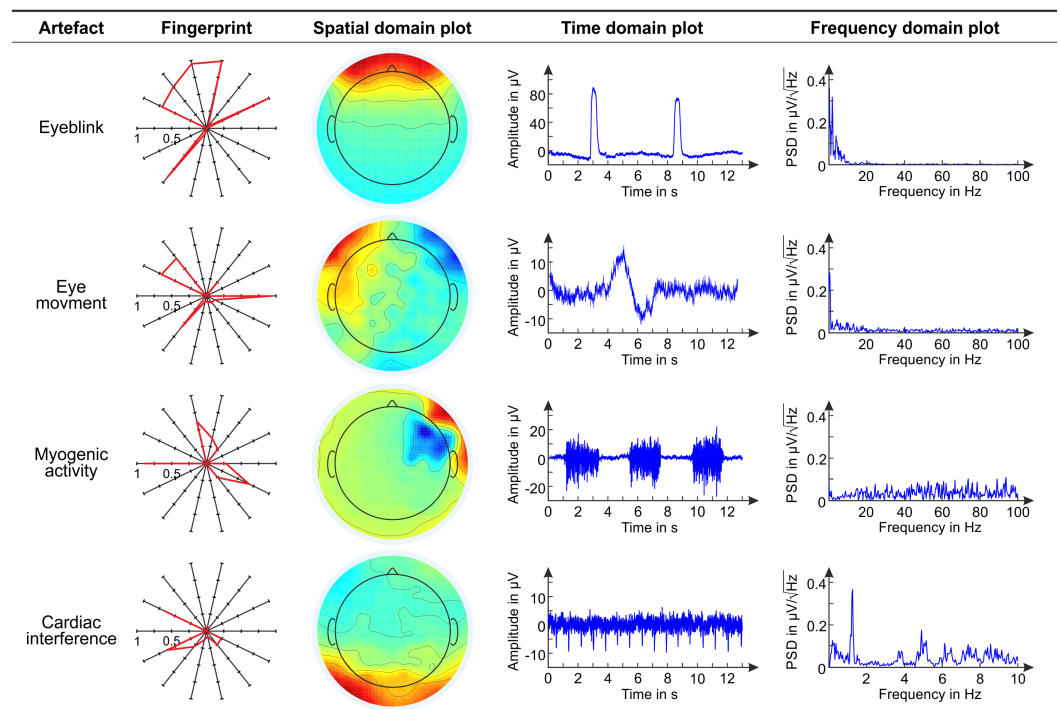 Artefact Fingerprint Spatial domain plot Time domain plot Frequency domain plot
Eyeblink
1 0.5
Amplitude in µV
80
40
0
0 2 4 6 8 10 12
Time in s
PSD in µV/√Hz
0.4
0.2
0
20 40 60 80 100
Frequency in Hz
Eye
movment
1 0.5
Amplitude in µV
10
0
-10
0 2 4 6 8 10 12
Time in s
PSD in µV/√Hz
0.4
0.2
0
20 40 60 80 100
Frequency in Hz
Myogenic
activity
1 0.5
Amplitude in µV
20
0
-20
0 2 4 6 8 10 12
Time in s
PSD in µV/√Hz
0.4
0.2
0
20 40 60 80 100
Frequency in Hz
Cardiac
interference
1 0.5
Amplitude in µV
10
0
-10
0 2 4 6 8 10 12
Time in s
PSD in µV/√Hz
0.4
0.2
0
2 4 6 8 100
Frequency in Hz